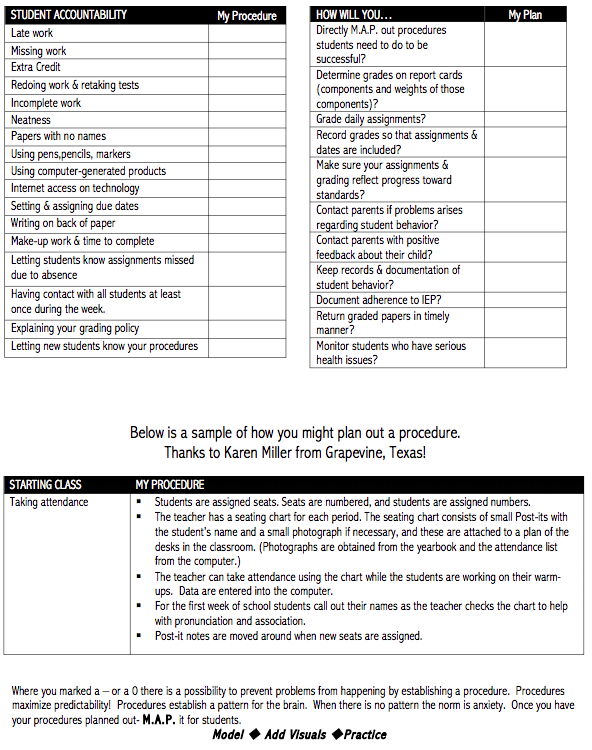 STUDENT ACCOUNTABILITY My Procedure
Late work
Missing work
Extra Credit
Redoing work & retaking tests
Incomplete work
Neatness
Papers with no names
Using pens,pencils, markers
Using computer-generated products
Internet access on technology
Setting & assigning due dates
Writing on back of paper
Make-up work & time to complete
Letting students know assignments missed
due to absence
Having contact with all students at least
once during the week.
Explaining your grading policy
Letting new students know your procedures
HOW WILL YOU... My Plan
Directly M.A.P. out procedures
students need to do to be
successful?
Determine grades on report cards
(components and weights of those
components)?
Grade daily assignments?
Record grades so that assignments &
dates are included?
Make sure your assignments &
grading reflect progress toward
standards?
Contact parents if problems arises
regarding student behavior?
Contact parents with positive
feedback about their child?
Keep records & documentation of
student behavior?
Document adherence to IEP?
Return graded papers in timely
manner?
Monitor students who have serious
health issues?
Below is a sample of how you might plan out a procedure.
Thanks to Karen Miller from Grapevine, Texas!
STARTING CLASS MY PROCEDURE
Taking attendance
▪ Students are assigned seats. Seats are numbered, and students are assigned numbers.
▪ The teacher has a seating chart for each period. The seating chart consists of small Post-its with
the student's name and a small photograph if necessary, and these are attached to a plan of the
desks in the classroom. (Photographs are obtained from the yearbook and the attendance list
from the computer.)
▪ The teacher can take attendance using the chart while the students are working on their warm-
ups. Data are entered into the computer.
▪ For the first week of school students call out their names as the teacher checks the chart to help
with pronunciation and association.
▪ Post-it notes are moved around when new seats are assigned.
Where you marked a – or a 0 there is a possibility to prevent problems from happening by establishing a procedure. Procedures
maximize predictability! Procedures establish a pattern for the brain. When there is no pattern the norm is anxiety. Once you have
your procedures planned out- M.A.P. it for students.
Model ◆ Add Visuals ◆Practice